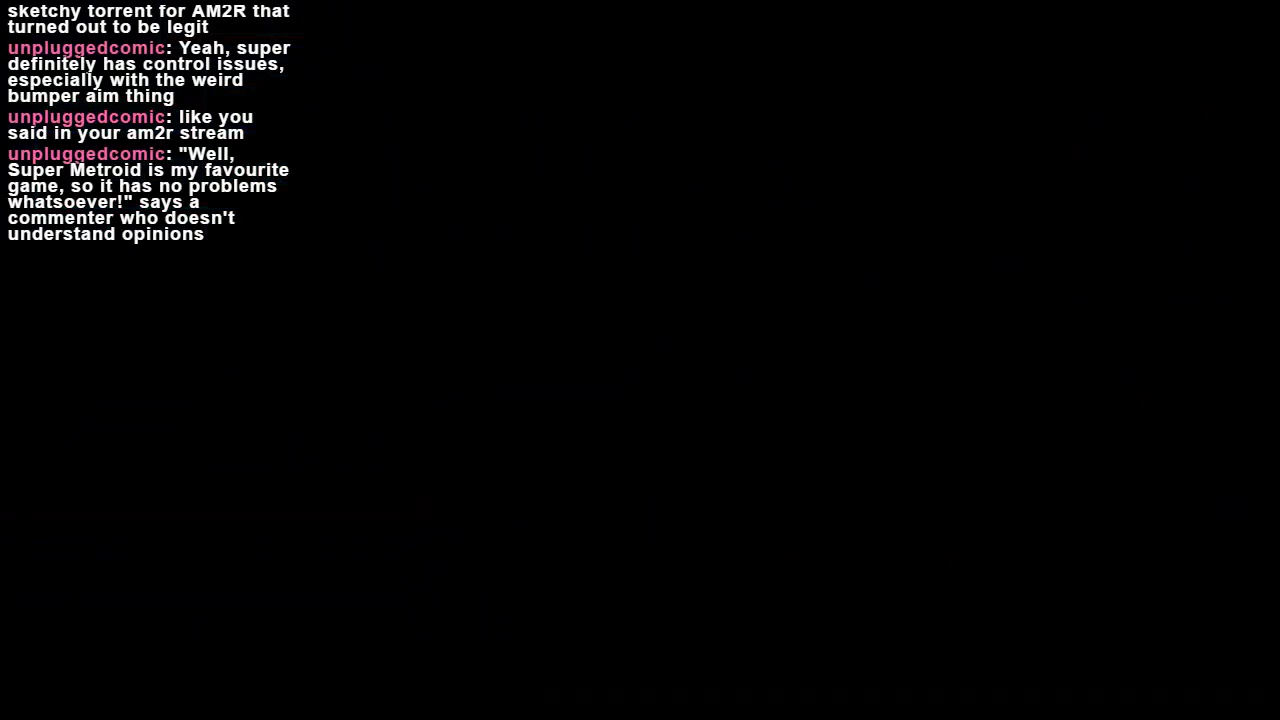 sketchy torrent for AM2R that
turned out to be legit
unpluggedcomic: Yeah, super
definitely has control issues,
especially with the weird
bumper aim thing
unpluggedcomic: like you
said in your am2r stream
unpluggedcomic: "Well,
Super Metroid is my favourite
game, so it has no problems
whatsoever!" says a
commenter who doesn't
understand opinions